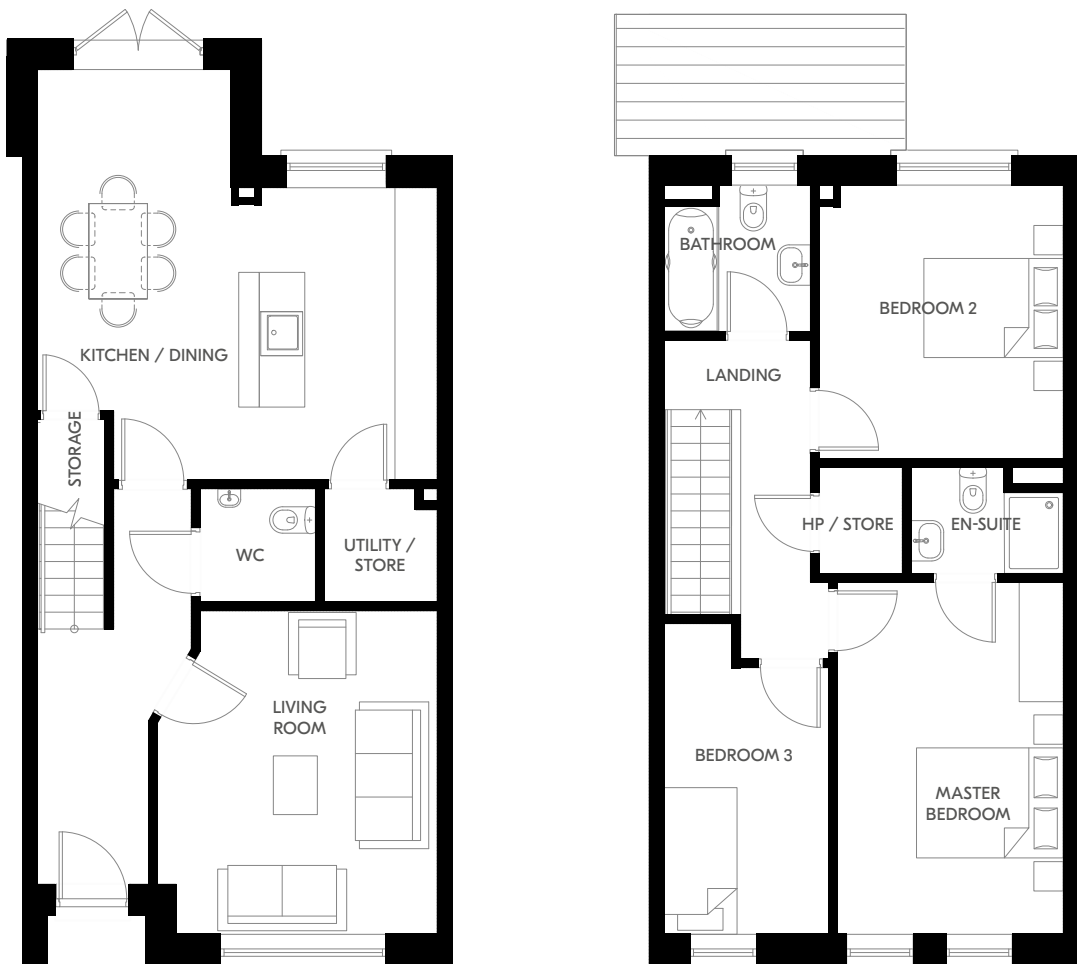 KITCHEN / DINING
STORAGE
WC
UTILITY /
STORE
LIVING
ROOM
BATHROOM
BEDROOM 2
LANDING
HP / STORE
EN-SUITE
BEDROOM 3
MASTER
BEDROOM